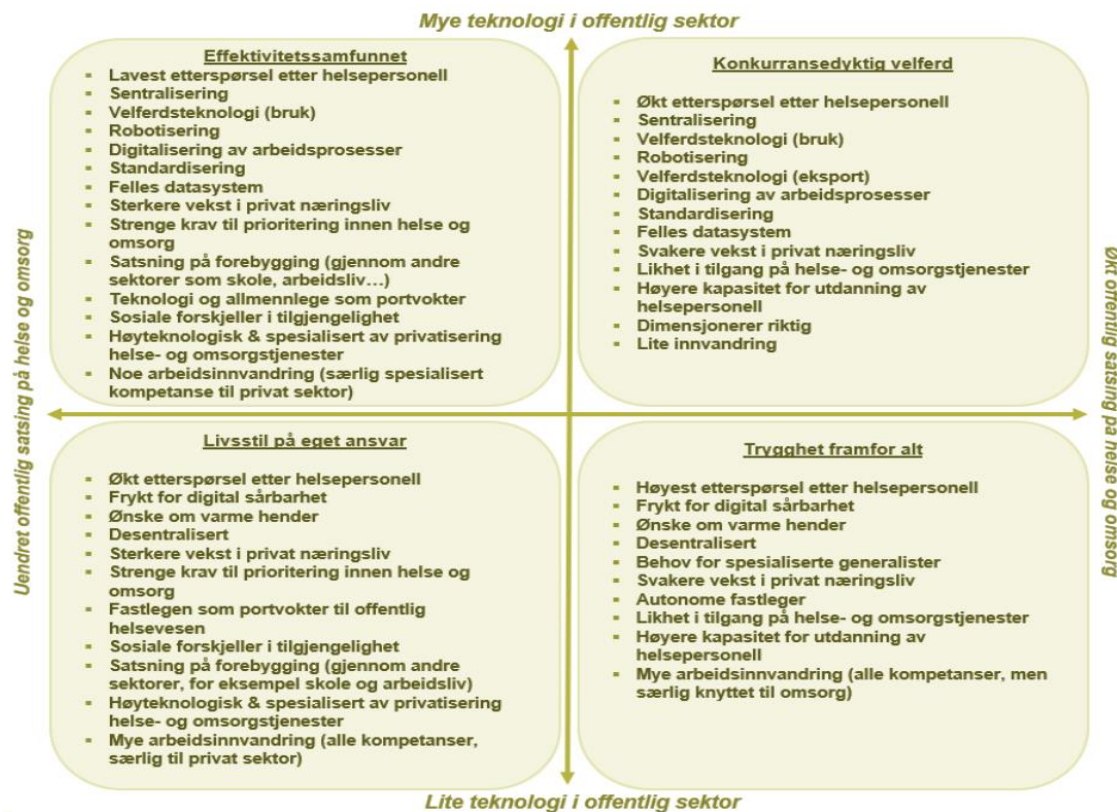 Mye teknologi i offentlig sektor
Effektivitetssamfunnet
▪ Lavest etterspørsel etter helsepersonell
▪ Sentralisering
▪ Velferdsteknologi (bruk)
▪ Robotisering
▪ Digitalisering av arbeidsprosesser
▪ Standardisering
▪ Felles datasystem
▪ Sterkere vekst i privat næringsliv
▪ Strenge krav til prioritering innen helse og
omsorg
▪ Satsning på forebygging (gjennom andre
sektorer som skole, arbeidsliv…)
▪ Teknologi og allmennlege som portvokter
▪ Sosiale forskjeller i tilgjengelighet
▪ Høyteknologisk & spesialisert av privatisering
helse- og omsorgstjenester
▪ Noe arbeidsinnvandring (særlig spesialisert
kompetanse til privat sektor)
Konkurransedyktig velferd
▪ Økt etterspørsel etter helsepersonell
▪ Sentralisering
▪ Velferdsteknologi (bruk)
▪ Robotisering
▪ Velferdsteknologi (eksport)
▪ Digitalisering av arbeidsprosesser
▪ Standardisering
▪ Felles datasystem
▪ Svakere vekst i privat næringsliv
▪ Likhet i tilgang på helse- og omsorgstjenester
▪ Høyere kapasitet for utdanning av
helsepersonell
▪ Dimensjonerer riktig
▪ Lite innvandring
Uendret offentlig satsing på helse og omsorg
Økt offentlig satsing på helse og omsorg
Livsstil på eget ansvar
▪ Økt etterspørsel etter helsepersonell
▪ Frykt for digital sårbarhet
▪ Ønske om varme hender
▪ Desentralisert
▪ Sterkere vekst i privat næringsliv
▪ Strenge krav til prioritering innen helse og
omsorg
▪ Fastlegen som portvokter til offentlig
helsevesen
▪ Sosiale forskjeller i tilgjengelighet
▪ Satsning på forebygging (gjennom andre
sektorer, for eksempel skole og arbeidsliv)
▪ Høyteknologisk & spesialisert av privatisering
helse- og omsorgstjenester
▪ Mye arbeidsinnvandring (alle kompetanser,
særlig til privat sektor)
Trygghet framfor alt
▪ Høyest etterspørsel etter helsepersonell
▪ Frykt for digital sårbarhet
▪ Ønske om varme hender
▪ Desentralisert
▪ Behov for spesialiserte generalister
▪ Svakere vekst i privat næringsliv
▪ Autonome fastleger
▪ Likhet i tilgang på helse- og omsorgstjenester
▪ Høyere kapasitet for utdanning av
helsepersonell
▪ Mye arbeidsinnvandring (alle kompetanser, men
særlig knyttet til omsorg)
Lite teknologi i offentlig sektor